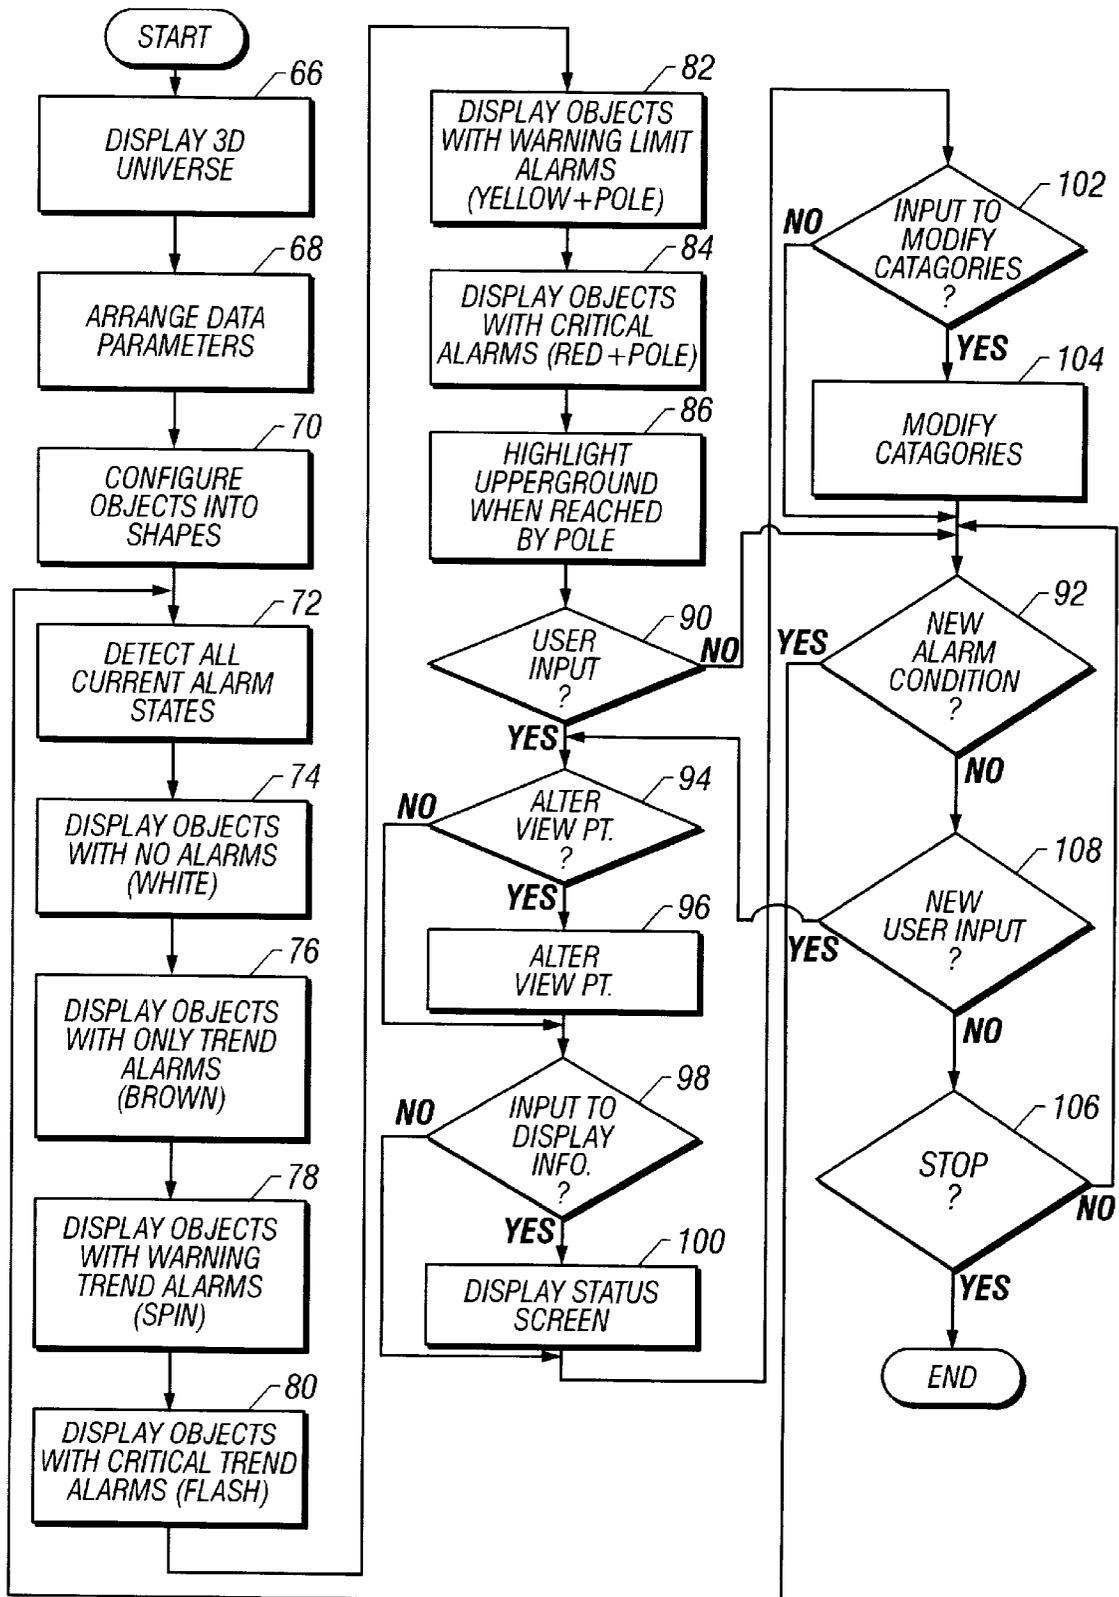 START
66
DISPLAY 3D
UNIVERSE
68
ARRANGE DATA
PARAMETERS
70
CONFIGURE
OBJECTS INTO
SHAPES
72
DETECT ALL
CURRENT ALARM
STATES
74
DISPLAY OBJECTS
WITH NO ALARMS
(WHITE)
76
DISPLAY OBJECTS
WITH ONLY TREND
ALARMS
(BROWN)
78
DISPLAY OBJECTS
WITH WARNING
TREND ALARMS
(SPIN)
80
DISPLAY OBJECTS
WITH CRITICAL TREND
ALARMS (FLASH)
82
DISPLAY OBJECTS
WITH WARNING LIMIT
ALARMS
(YELLOW+POLE)
84
DISPLAY OBJECTS
WITH CRITICAL
ALARMS (RED+POLE)
86
HIGHLIGHT
UPPERGROUND
WHEN REACHED
BY POLE
90
USER
INPUT
?
NO
YES
94
NO
ALTER
VIEW PT.
?
YES
96
ALTER
VIEW PT.
98
NO
INPUT TO
DISPLAY
INFO.
?
YES
100
DISPLAY STATUS
SCREEN
102
NO
INPUT TO
MODIFY
CATAGORIES
?
YES
104
MODIFY
CATAGORIES
92
YES
NEW
ALARM
CONDITION
?
NO
108
NEW
USER INPUT
?
YES
NO
106
STOP
?
NO
YES
END